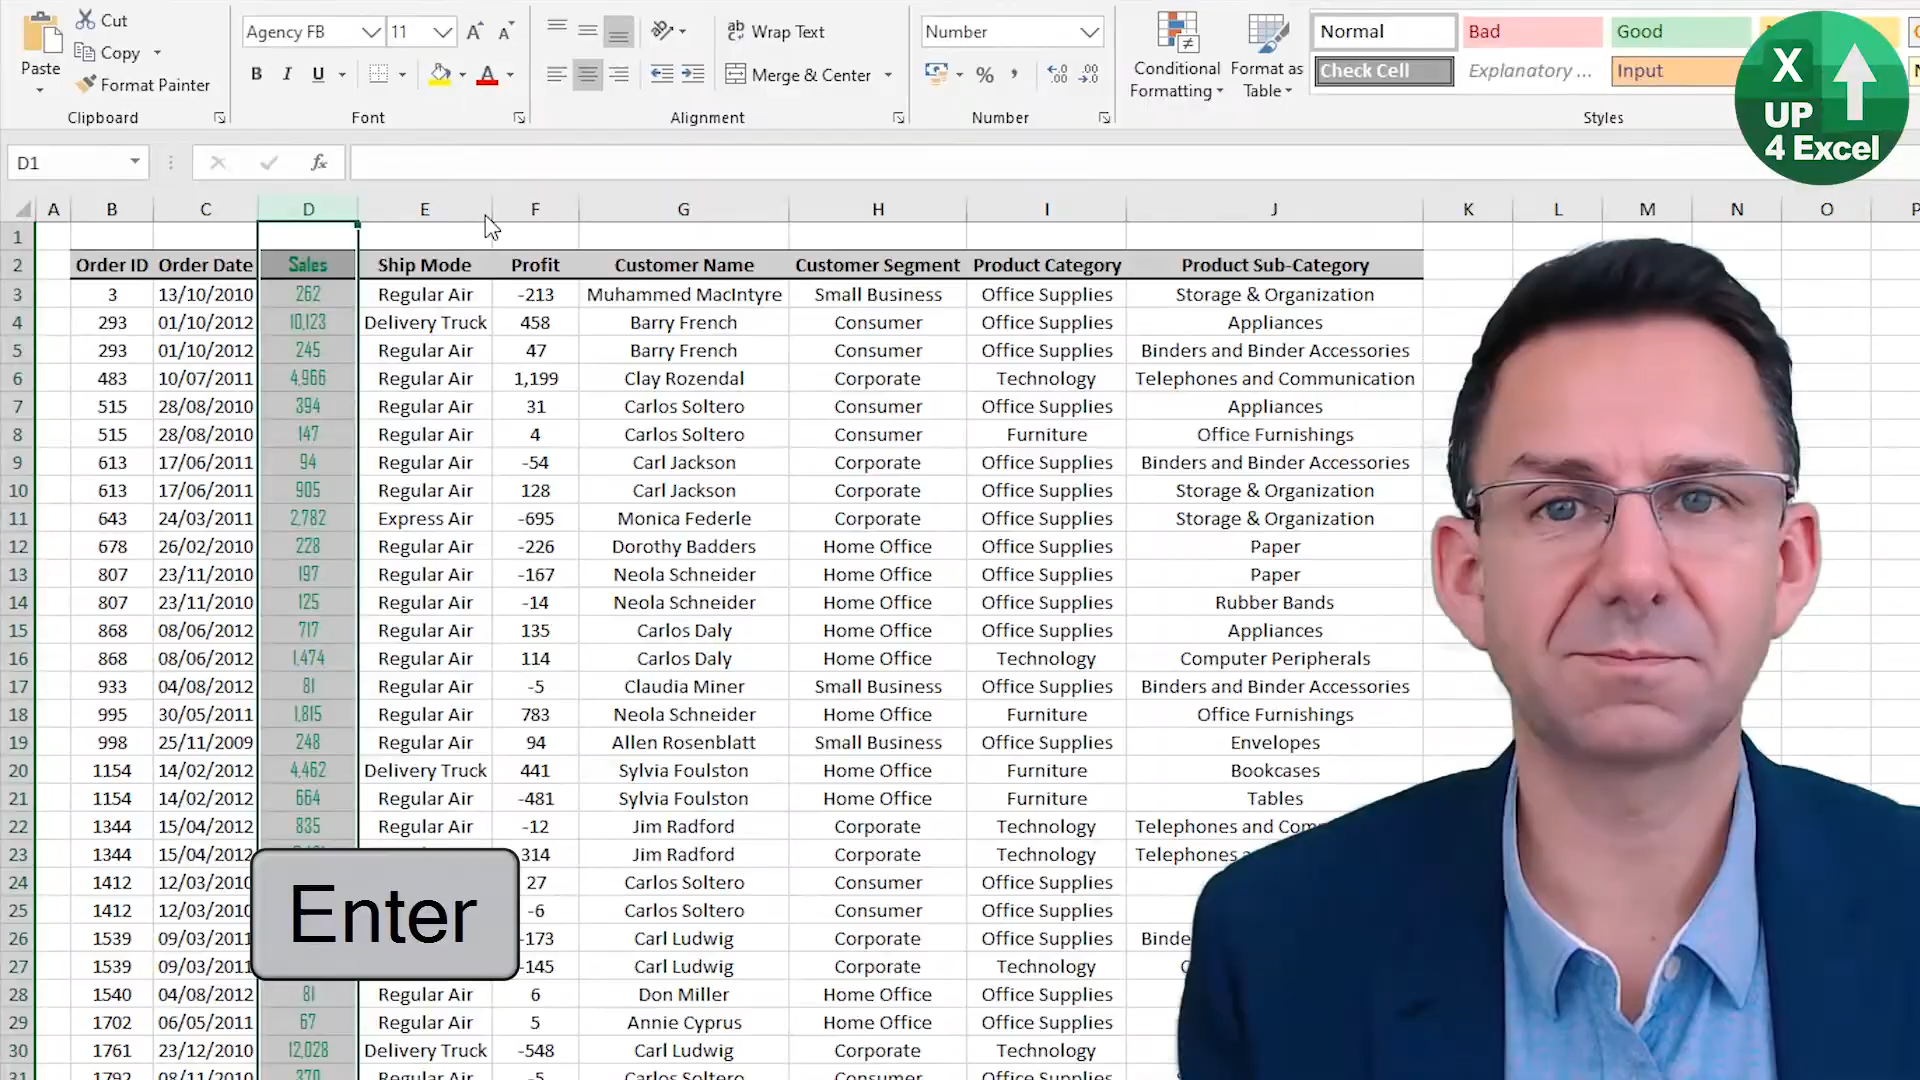 Cut
Copy
Format Painter
Paste
Clipboard
Agency FB 11
B I U A
Font
ab Wrap Text
Merge & Center
Alignment
Number
%
Number
Conditional Formatting
Format as Table
Normal Bad Good
Check Cell Explanatory ... Input
Styles
X
UP
4 Excel
D1 fx
A B C D E F G H I J K L M N O P
1
2 Order ID Order Date Sales Ship Mode Profit Customer Name Customer Segment Product Category Product Sub-Category
3 3 13/10/2010 262 Regular Air -213 Muhammed MacIntyre Small Business Office Supplies Storage & Organization
4 293 01/10/2012 10,123 Delivery Truck 458 Barry French Consumer Office Supplies Appliances
5 293 01/10/2012 245 Regular Air 47 Barry French Consumer Office Supplies Binders and Binder Accessories
6 483 10/07/2011 4,966 Regular Air 1,199 Clay Rozendal Corporate Technology Telephones and Communication
7 515 28/08/2010 394 Regular Air 31 Carlos Soltero Consumer Office Supplies Appliances
8 515 28/08/2010 147 Regular Air 4 Carlos Soltero Consumer Furniture Office Furnishings
9 613 17/06/2011 94 Regular Air -54 Carl Jackson Corporate Office Supplies Binders and Binder Accessories
10 613 17/06/2011 905 Regular Air 128 Carl Jackson Corporate Office Supplies Storage & Organization
11 643 24/03/2011 2,782 Express Air -695 Monica Federle Corporate Office Supplies Storage & Organization
12 678 26/02/2010 228 Regular Air -226 Dorothy Badders Home Office Office Supplies Paper
13 807 23/11/2010 197 Regular Air -167 Neola Schneider Home Office Office Supplies Paper
14 807 23/11/2010 125 Regular Air -14 Neola Schneider Home Office Office Supplies Rubber Bands
15 868 08/06/2012 717 Regular Air 135 Carlos Daly Home Office Office Supplies Appliances
16 868 08/06/2012 1,474 Regular Air 114 Carlos Daly Home Office Technology Computer Peripherals
17 933 04/08/2012 81 Regular Air -5 Claudia Miner Small Business Office Supplies Binders and Binder Accessories
18 995 30/05/2011 1,815 Regular Air 783 Neola Schneider Home Office Furniture Office Furnishings
19 998 25/11/2009 248 Regular Air 94 Allen Rosenblatt Small Business Office Supplies Envelopes
20 1154 14/02/2012 4,462 Delivery Truck 441 Sylvia Foulston Home Office Furniture Bookcases
21 1154 14/02/2012 664 Regular Air -481 Sylvia Foulston Home Office Furniture Tables
22 1344 15/04/2012 835 Regular Air -12 Jim Radford Corporate Technology Telephones and Com
23 1344 15/04/2012 314 Jim Radford Corporate Technology Telephones
24 1412 12/03/2010 27 Carlos Soltero Consumer Office Supplies
25 1412 12/03/2010 -6 Carlos Soltero Consumer Office Supplies
26 1539 09/03/2011 -173 Carl Ludwig Corporate Office Supplies Binde
27 1539 09/03/2011 -145 Carl Ludwig Corporate Technology
28 1540 04/08/2012 81 Regular Air 6 Don Miller Home Office Office Supplies
29 1702 06/05/2011 67 Regular Air 5 Annie Cyprus Home Office Office Supplies
30 1761 23/12/2010 12,028 Delivery Truck -548 Carl Ludwig Corporate Technology
31 1792 08/11/2010 370 Regular Air -5 Carlos Soltero Consumer Office Supplies
Enter